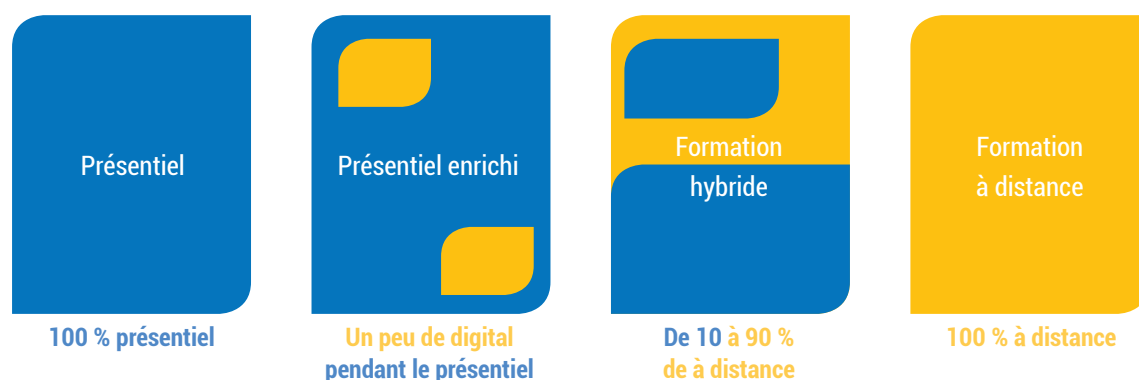 Présentiel
Présentiel enrichi
Formation
hybride
Formation
à distance
100 % présentiel
Un peu de digital
pendant le présentiel
De 10 à 90 %
de à distance
100 % à distance